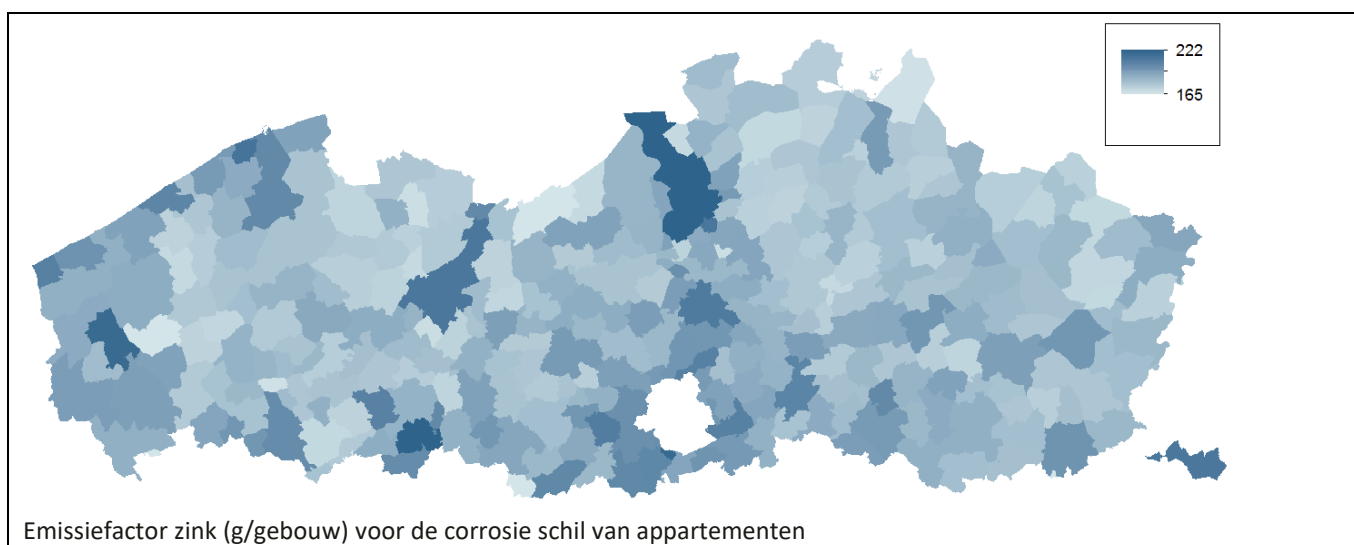 222
165
Emissiefactor zink (g/gebouw) voor de corrosie schil van appartementen